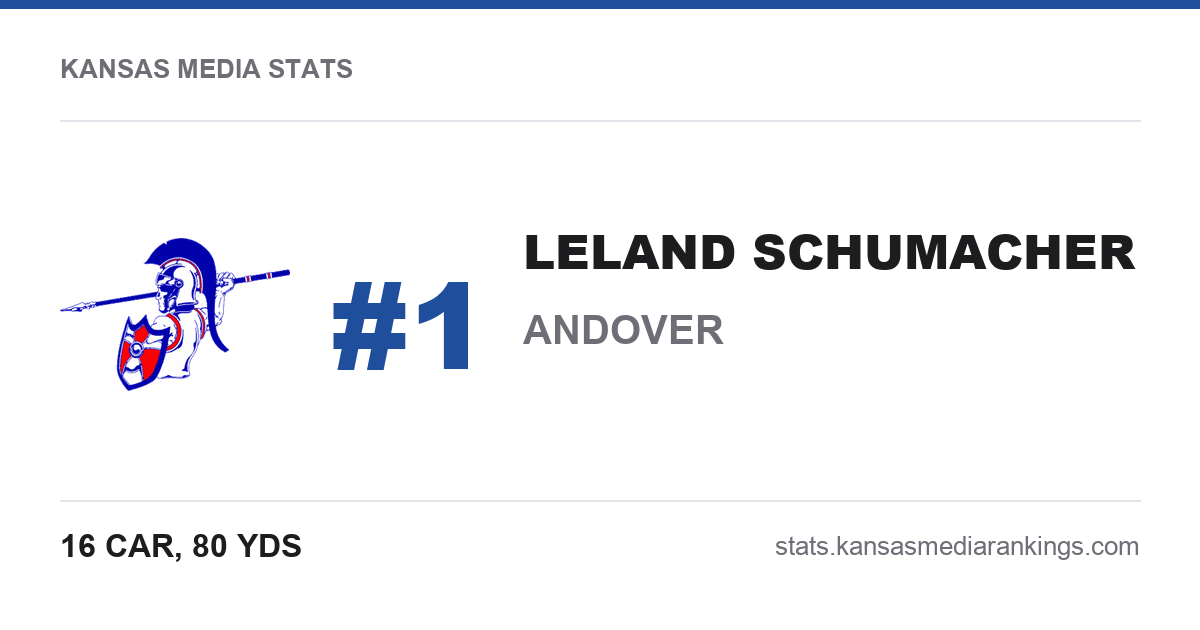 KANSAS MEDIA STATS
#1
LELAND SCHUMACHER
ANDOVER
16 CAR, 80 YDS
stats.kansasmediarankings.com